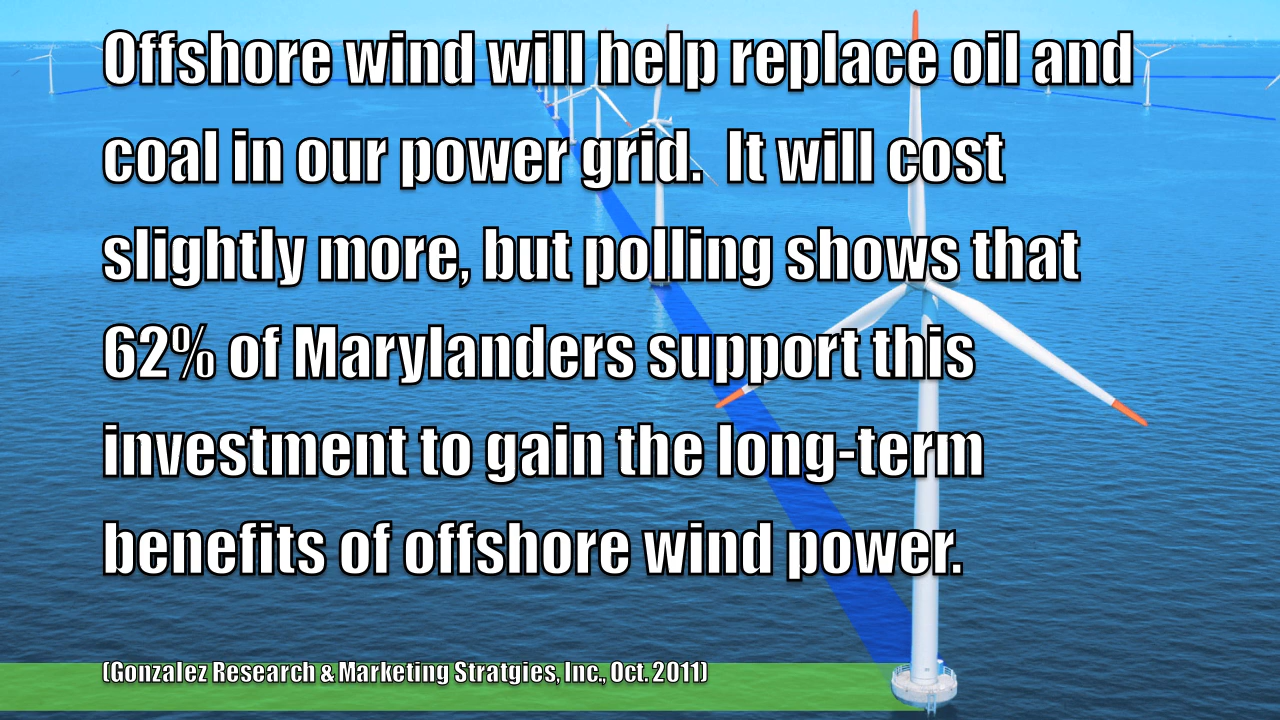 Offshore wind will help replace oil and
coal in our power grid.  It will cost
slightly more, but polling shows that
62% of Marylanders support this
investment to gain the long-term
benefits of offshore wind power.
(Gonzalez Research & Marketing Stratgies, Inc., Oct. 2011)